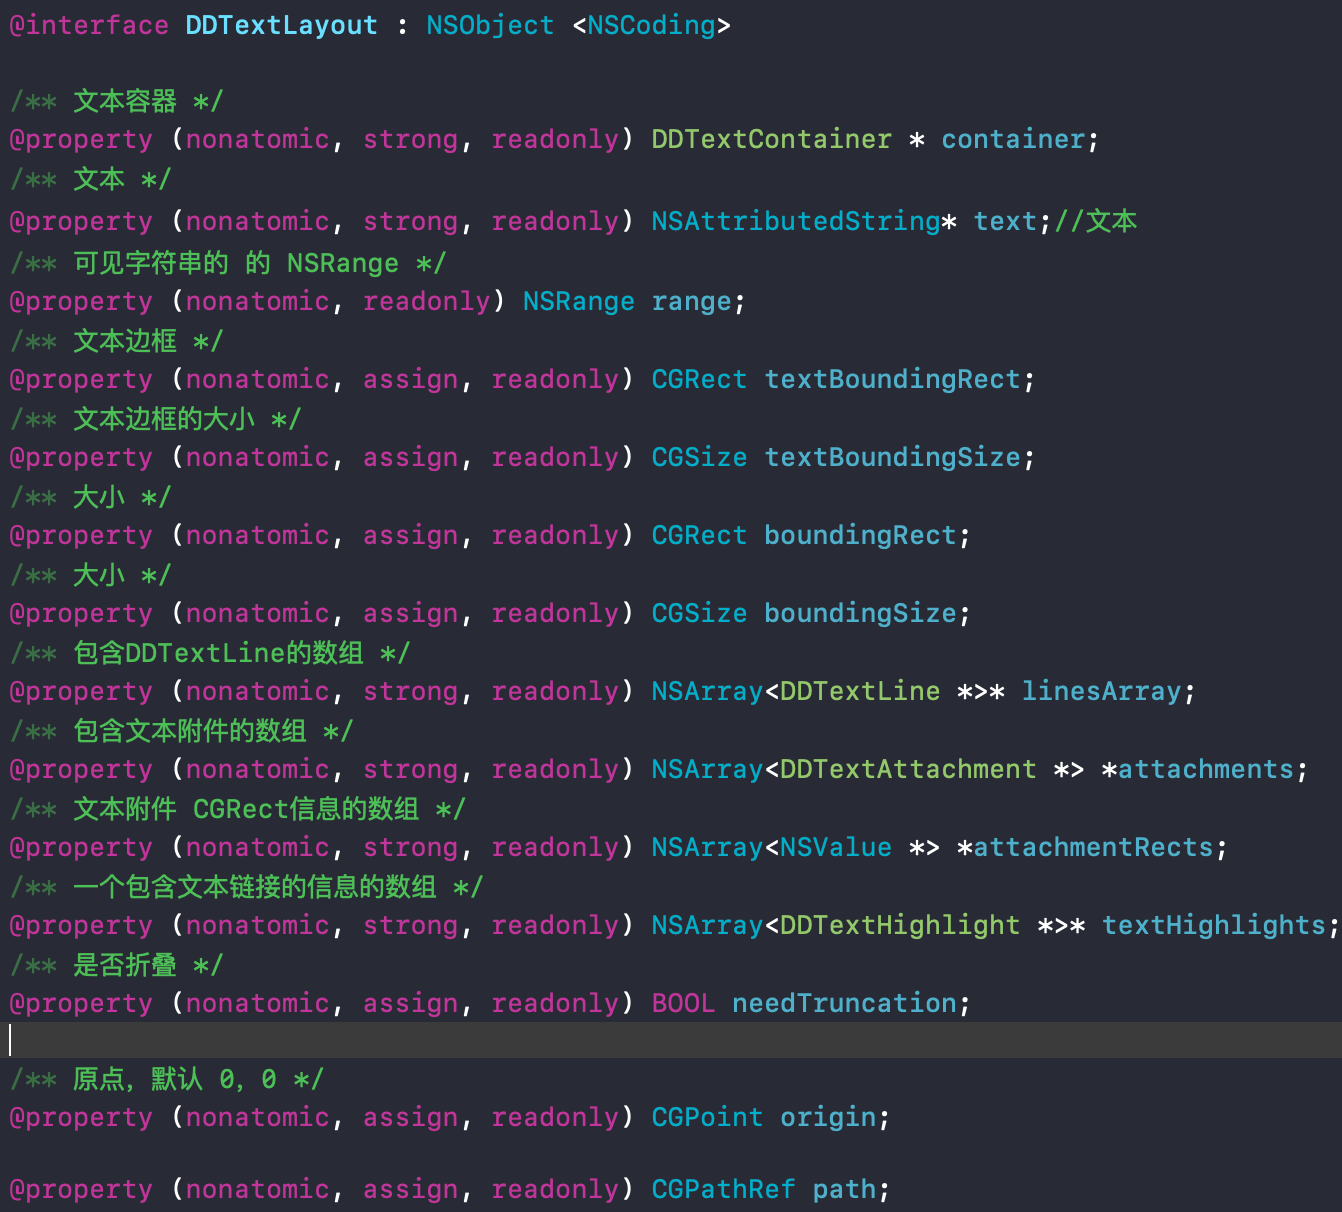 @interface DDTextLayout : NSObject <NSCoding>
/** 文本容器 */
@property (nonatomic, strong, readonly) DDTextContainer * container;
/** 文本 */
@property (nonatomic, strong, readonly) NSAttributedString* text;//文本
/** 可见字符串的 的 NSRange */
@property (nonatomic, readonly) NSRange range;
/** 文本边框 */
@property (nonatomic, assign, readonly) CGRect textBoundingRect;
/** 文本边框的大小 */
@property (nonatomic, assign, readonly) CGSize textBoundingSize;
/** 大小 */
@property (nonatomic, assign, readonly) CGRect boundingRect;
/** 大小 */
@property (nonatomic, assign, readonly) CGSize boundingSize;
/** 包含DDTextLine的数组 */
@property (nonatomic, strong, readonly) NSArray<DDTextLine *>* linesArray;
/** 包含文本附件的数组 */
@property (nonatomic, strong, readonly) NSArray<DDTextAttachment *> *attachments;
/** 文本附件 CGRect信息的数组 */
@property (nonatomic, strong, readonly) NSArray<NSValue *> *attachmentRects;
/** 一个包含文本链接的信息的数组 */
@property (nonatomic, strong, readonly) NSArray<DDTextHighlight *>* textHighlights;
/** 是否折叠 */
@property (nonatomic, assign, readonly) BOOL needTruncation;
/** 原点，默认 0，0 */
@property (nonatomic, assign, readonly) CGPoint origin;
@property (nonatomic, assign, readonly) CGPathRef path;